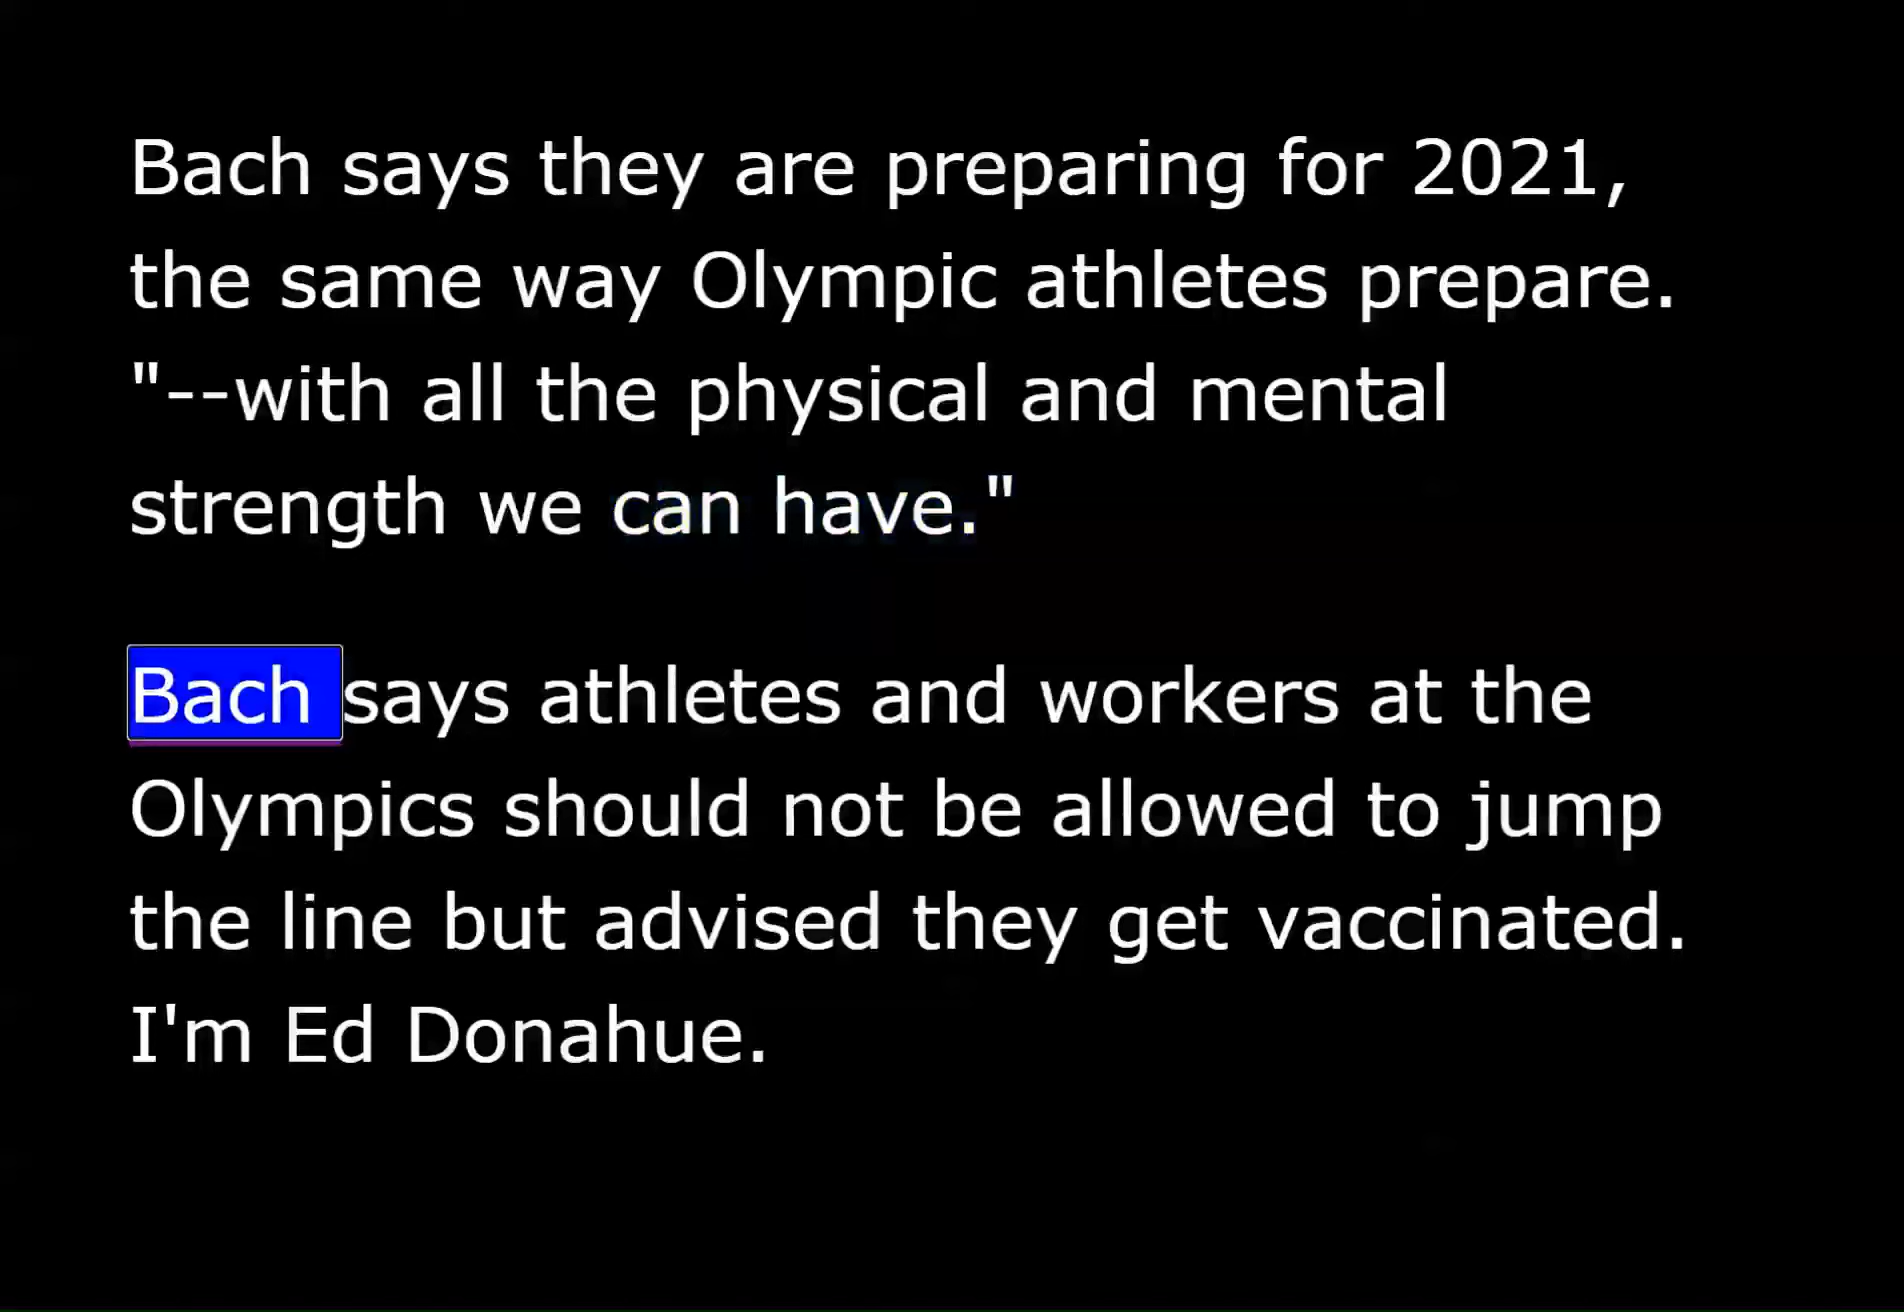 Bach says they are preparing for 2021,
the same way Olympic athletes prepare.
"--with all the physical and mental
strength we can have."
Bach says athletes and workers at the
Olympics should not be allowed to jump
the line but advised they get vaccinated.
I'm Ed Donahue.